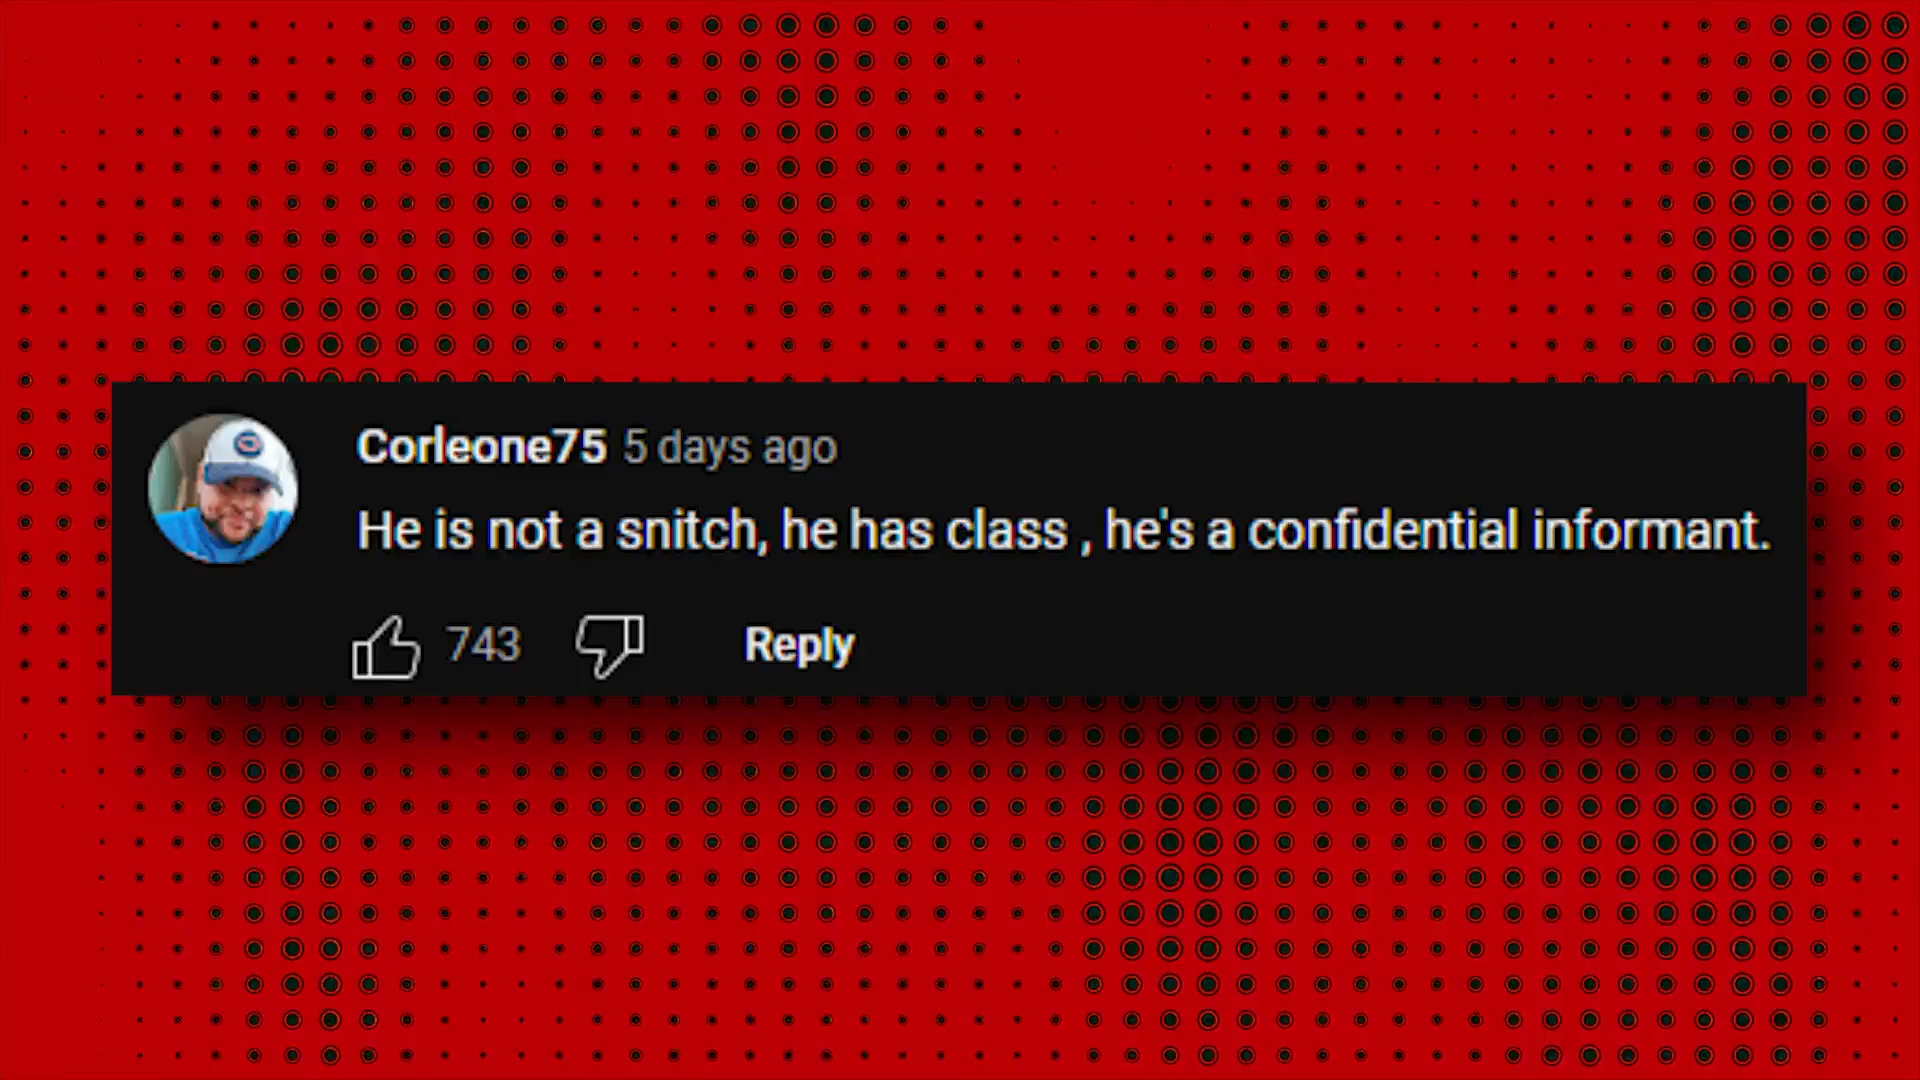 Corleone75 5 days ago
He is not a snitch, he has class , he's a confidential informant.
743 Reply